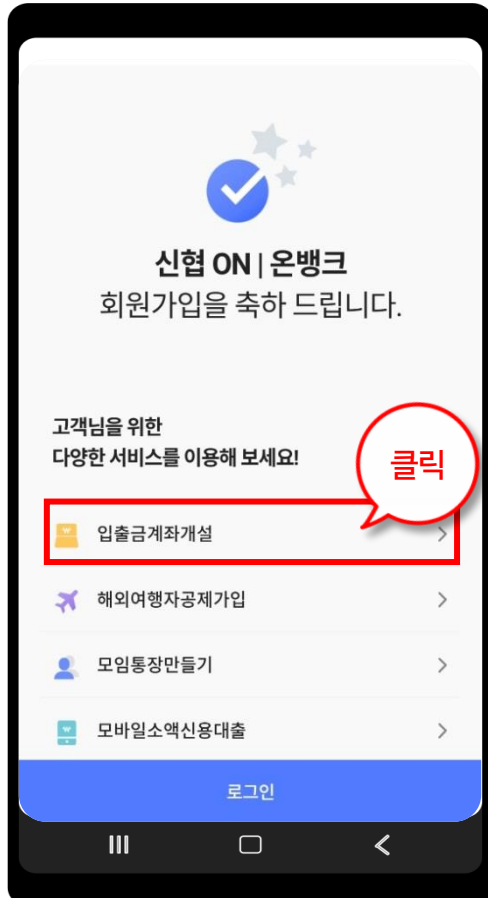 신협 ON | 온뱅크
회원가입을 축하 드립니다.
고객님을 위한
다양한 서비스를 이용해 보세요!
클릭
입출금계좌개설
해외여행자공제가입
모임통장만들기
모바일소액신용대출
로그인